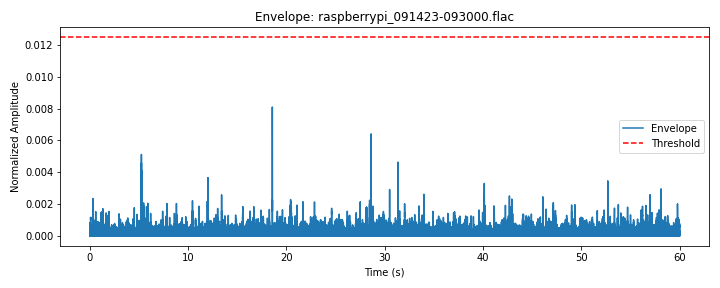 Envelope: raspberrypi_091423-093000.flac
Normalized Amplitude
0.012
0.010
0.008
0.006
0.004
0.002
0.000
Envelope
Threshold
0
10
20
30
40
50
60
Time (s)